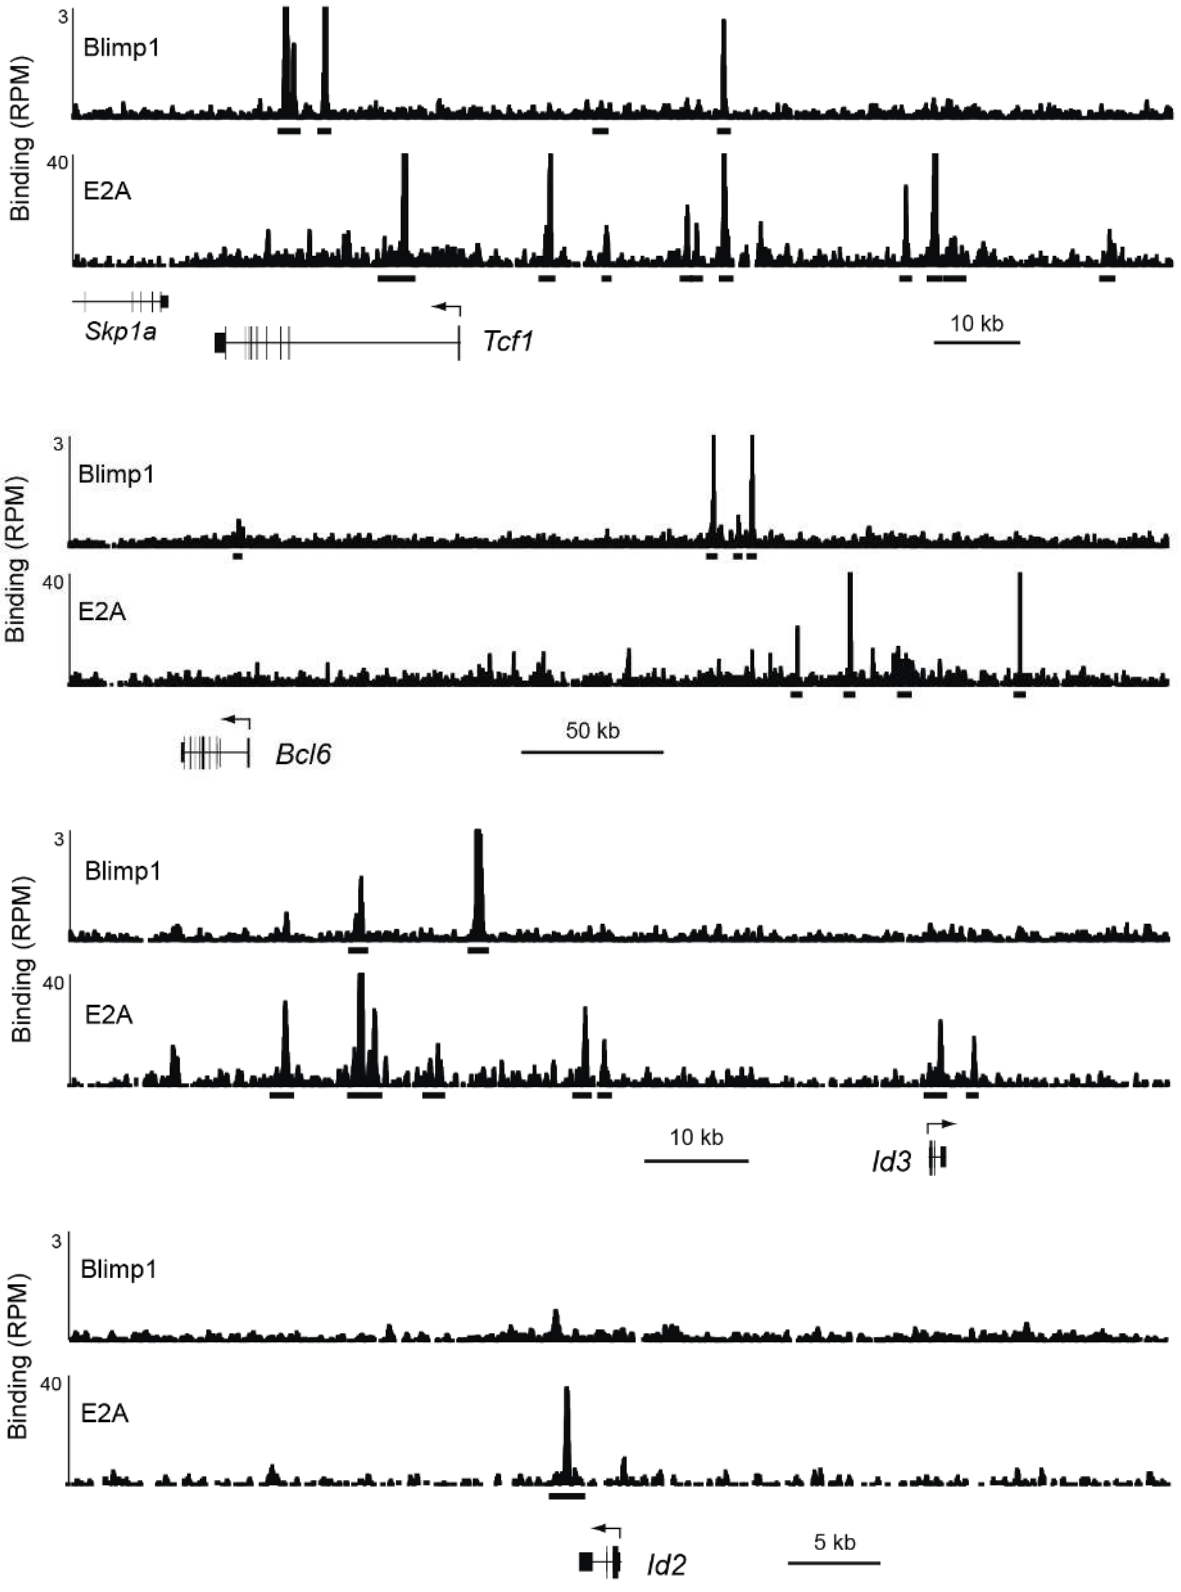 3
Blimp1
Binding (RPM)
40
E2A
Skp1a
Tcf1
10 kb
3
Blimp1
Binding (RPM)
40
E2A
50 kb
Bcl6
3
Blimp1
Binding (RPM)
40
E2A
10 kb
Id3
3
Blimp1
Binding (RPM)
40
E2A
5 kb
Id2